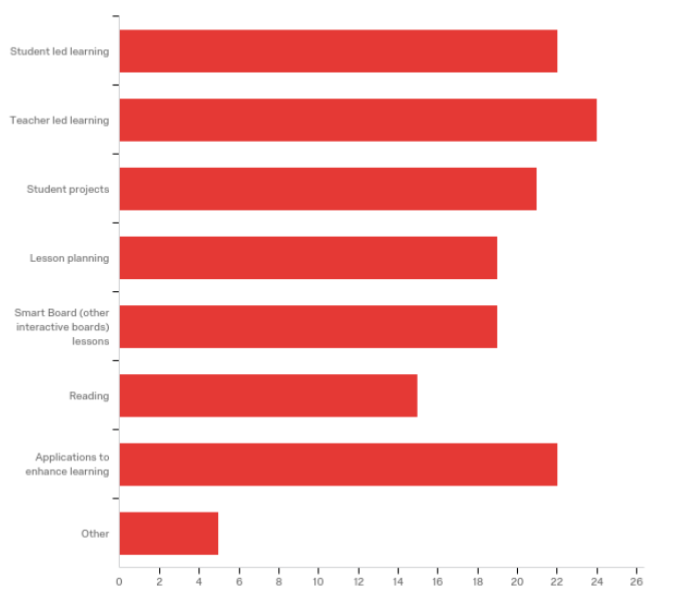 Student led learning
Teacher led learning
Student projects
Lesson planning
Smart Board (other
interactive boards)
lessons
Reading
Applications to
enhance learning
Other
0 2 4 6 8 10 12 14 16 18 20 22 24 26